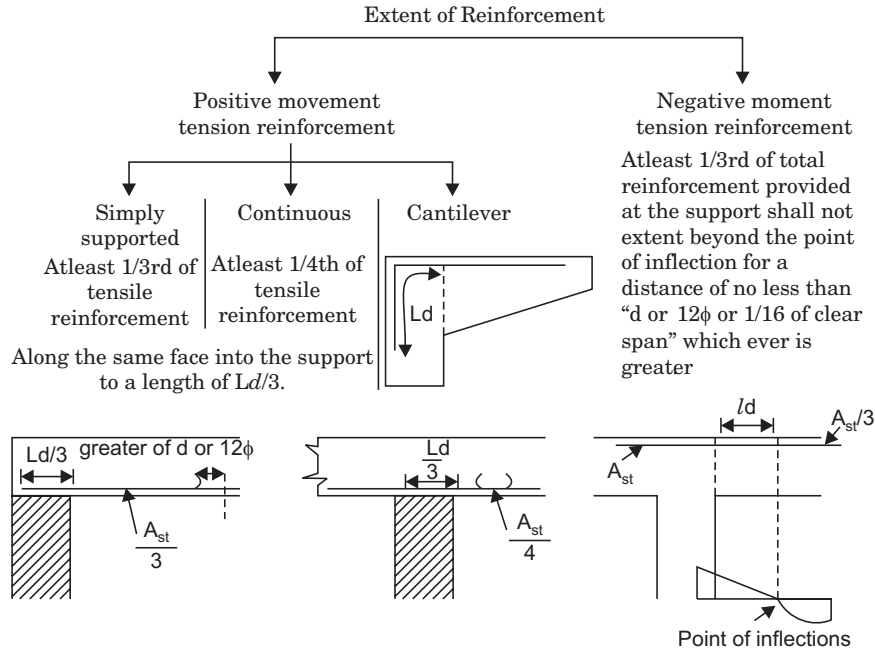 Extent of Reinforcement
Positive movement
tension reinforcement
Negative moment
tension reinforcement
Simply
supported
Atleast 1/3rd of
tensile
reinforcement
Continuous
Atleast 1/4th of
tensile
reinforcement
Cantilever
Ld
Along the same face into the support
to a length of Ld/3.
Atleast 1/3rd of total
reinforcement provided
at the support shall not
extent beyond the point
of inflection for a
distance of no less than
“d or 12ϕ or 1/16 of clear
span” which ever is
greater
Ld/3
greater of d or 12ϕ
A_st
3
Ld
3
A_st
4
ld
A_st/3
A_st
Point of inflections